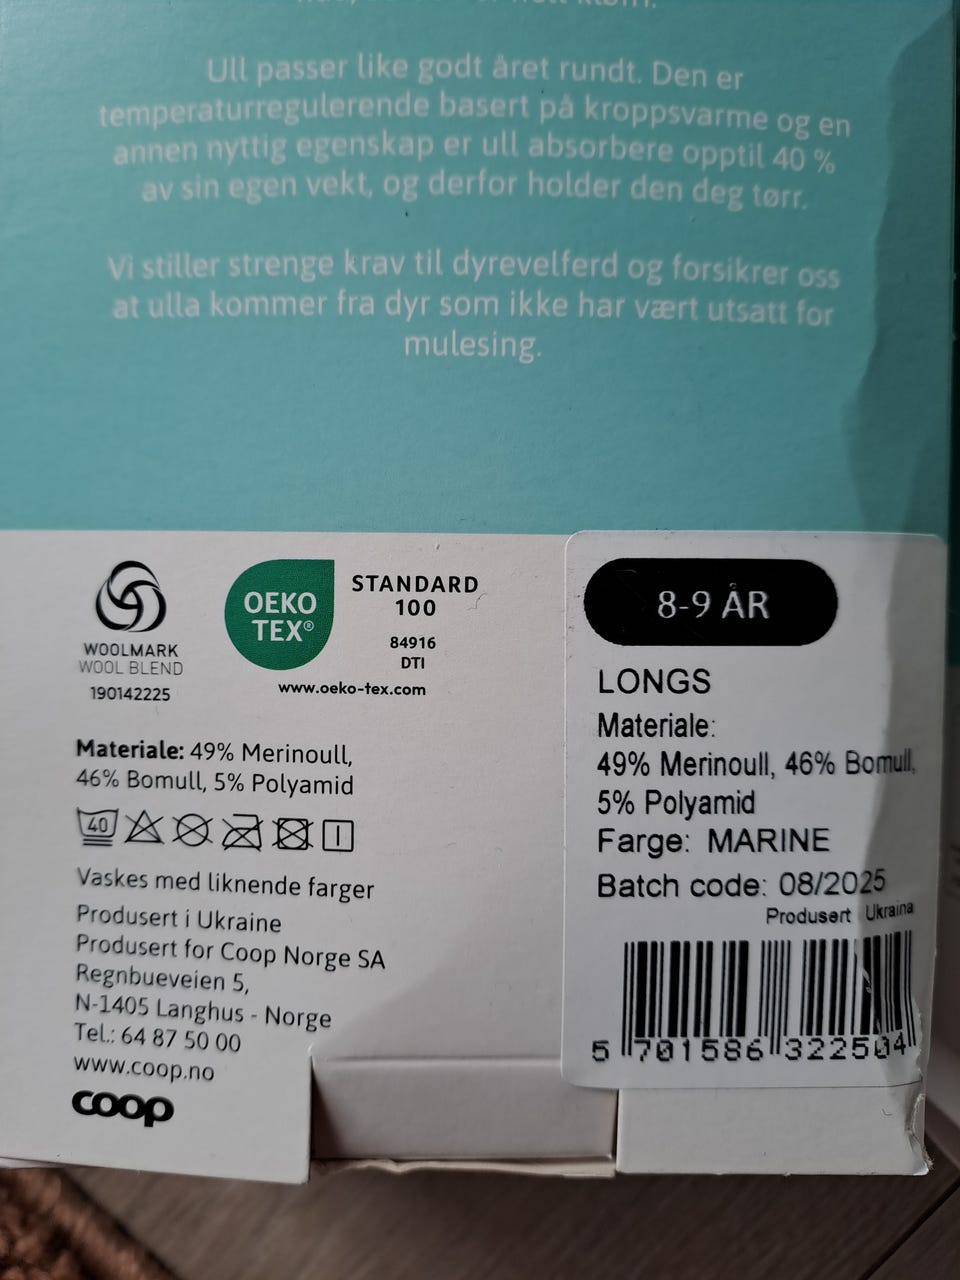 Ull passer like godt året rundt. Den er
temperaturregulerende basert på kroppsvarme og en
annen nyttig egenskap er ull absorbere opptil 40 %
av sin egen vekt, og derfor holder den deg tørr.
Vi stiller strenge krav til dyrevelferd og forsikrer oss
at ulla kommer fra dyr som ikke har vært utsatt for
mulesing.
WOOLMARK
WOOL BLEND
190142225
OEKO
TEX®
STANDARD
100
84916
DTI
www.oeko-tex.com
Materiale: 49% Merinoull,
46% Bomull, 5% Polyamid
40
Vaskes med liknende farger
Produsert i Ukraine
Produsert for Coop Norge SA
Regnbueveien 5,
N-1405 Langhus - Norge
Tel.: 64 87 50 00
www.coop.no
coop
8-9 ÅR
LONGS
Materiale:
49% Merinoull, 46% Bomull,
5% Polyamid
Farge: MARINE
Batch code: 08/2025
Produsert Ukraina
5 701586 322504